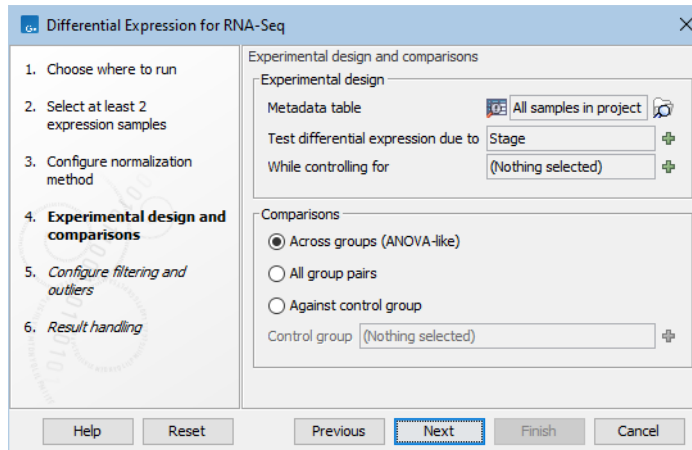 Differential Expression for RNA-Seq
1. Choose where to run
2. Select at least 2
expression samples
3. Configure normalization
method
4. Experimental design and
comparisons
5. Configure filtering and
outliers
6. Result handling
Experimental design and comparisons
Experimental design
Metadata table All samples in project
Test differential expression due to Stage
While controlling for (Nothing selected)
Comparisons
Across groups (ANOVA-like)
All group pairs
Against control group
Control group (Nothing selected)
Help Reset Previous Next Finish Cancel